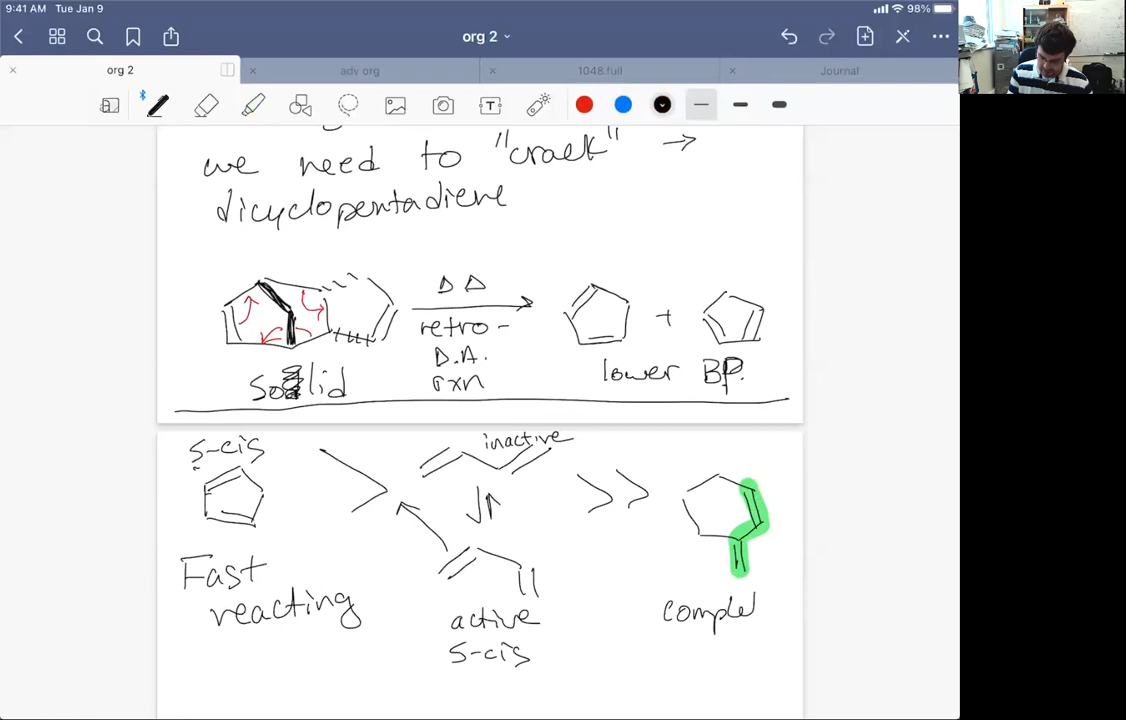 9:41 AM Tue Jan 9
98%
org 2
org 2
adv org
1048.full
Journal
we need to "crack" →
dicyclopentadiene
Δ Δ
retro-
D.A.
rxn
+
solid
lower BP.
s-cis
inactive
>
>>
Fast
reacting
active
s-cis
complet